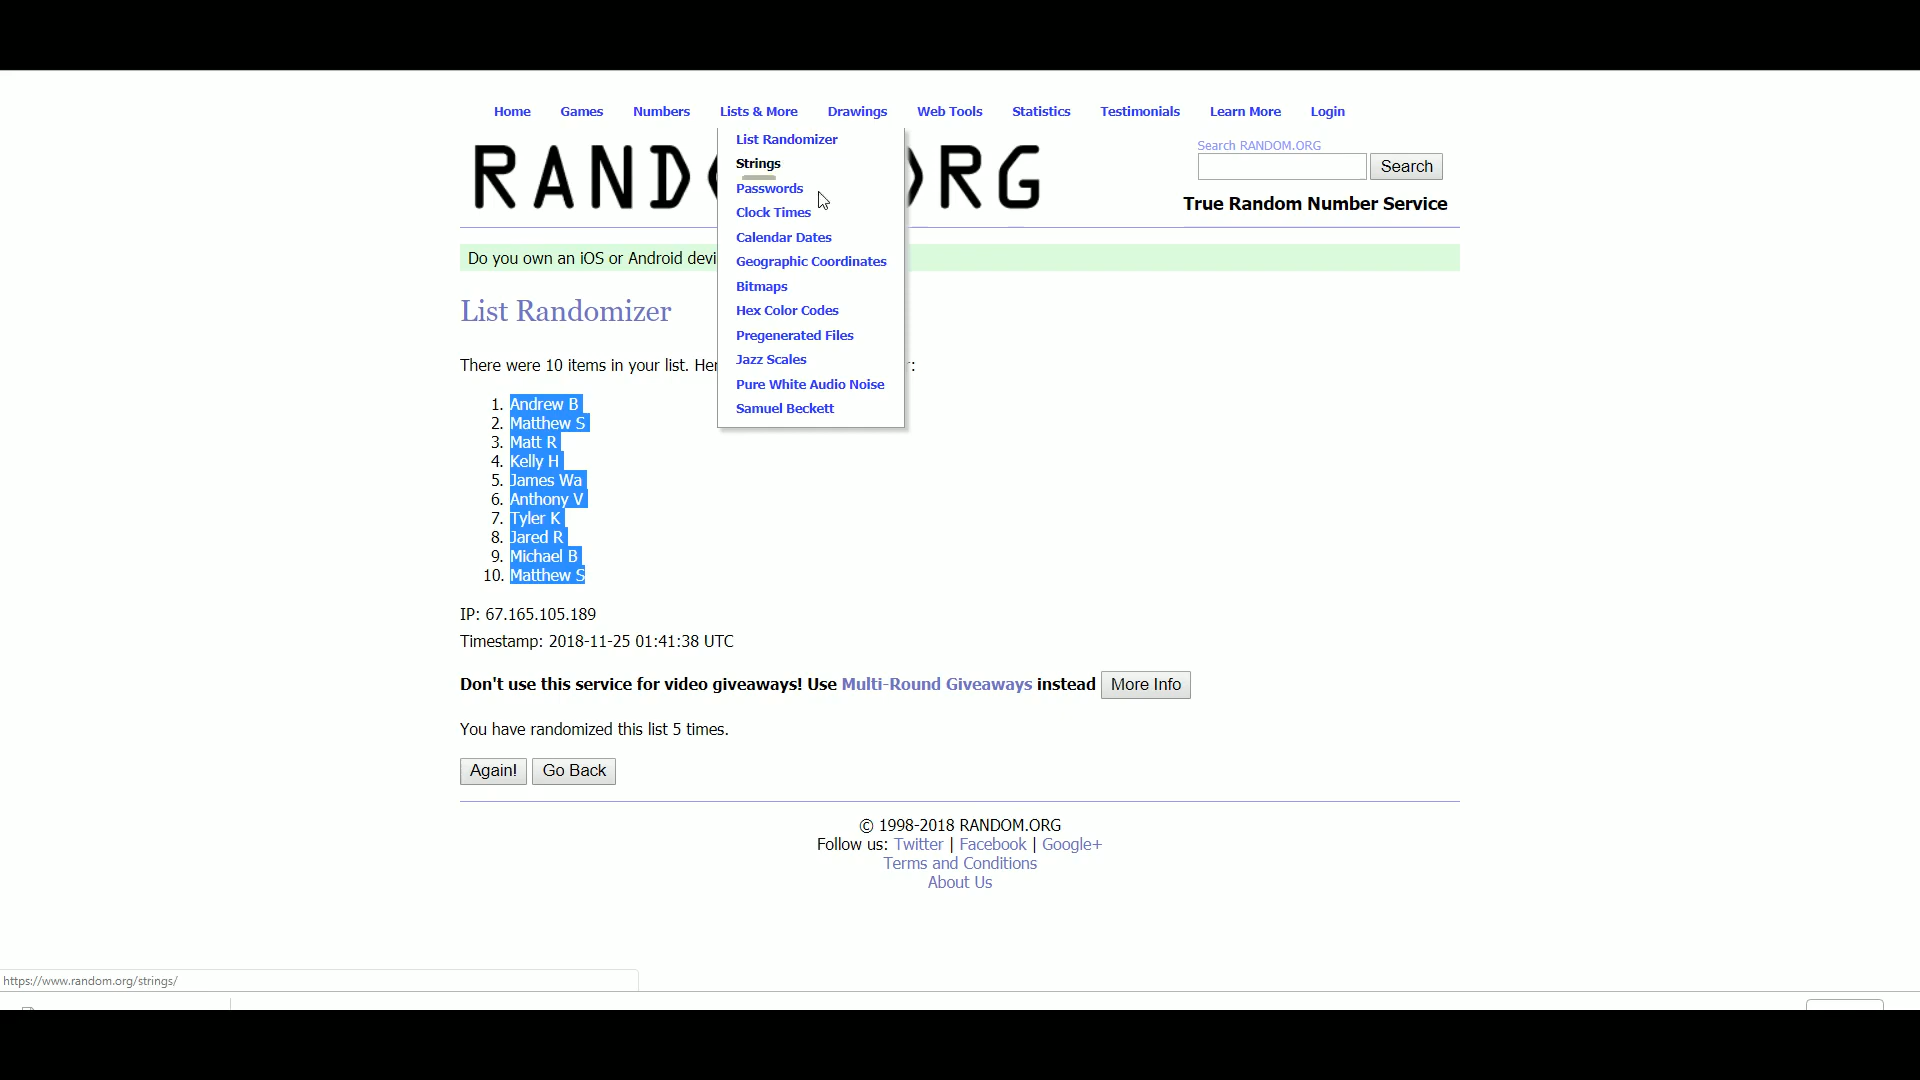 Home Games Numbers Lists & More Drawings Web Tools Statistics Testimonials Learn More Login
List Randomizer
Strings
Passwords
Clock Times
Calendar Dates
Geographic Coordinates
Bitmaps
Hex Color Codes
Pregenerated Files
Jazz Scales
Pure White Audio Noise
Samuel Beckett
RAND ORG
Search RANDOM.ORG
Search
True Random Number Service
Do you own an iOS or Android devi
List Randomizer
There were 10 items in your list. Her :
1. Andrew B
2. Matthew S
3. Matt R
4. Kelly H
5. James Wa
6. Anthony V
7. Tyler K
8. Jared R
9. Michael B
10. Matthew S
IP: 67.165.105.189
Timestamp: 2018-11-25 01:41:38 UTC
Don't use this service for video giveaways! Use Multi-Round Giveaways instead More Info
You have randomized this list 5 times.
Again! Go Back
© 1998-2018 RANDOM.ORG
Follow us: Twitter | Facebook | Google+
Terms and Conditions
About Us
https://www.random.org/strings/